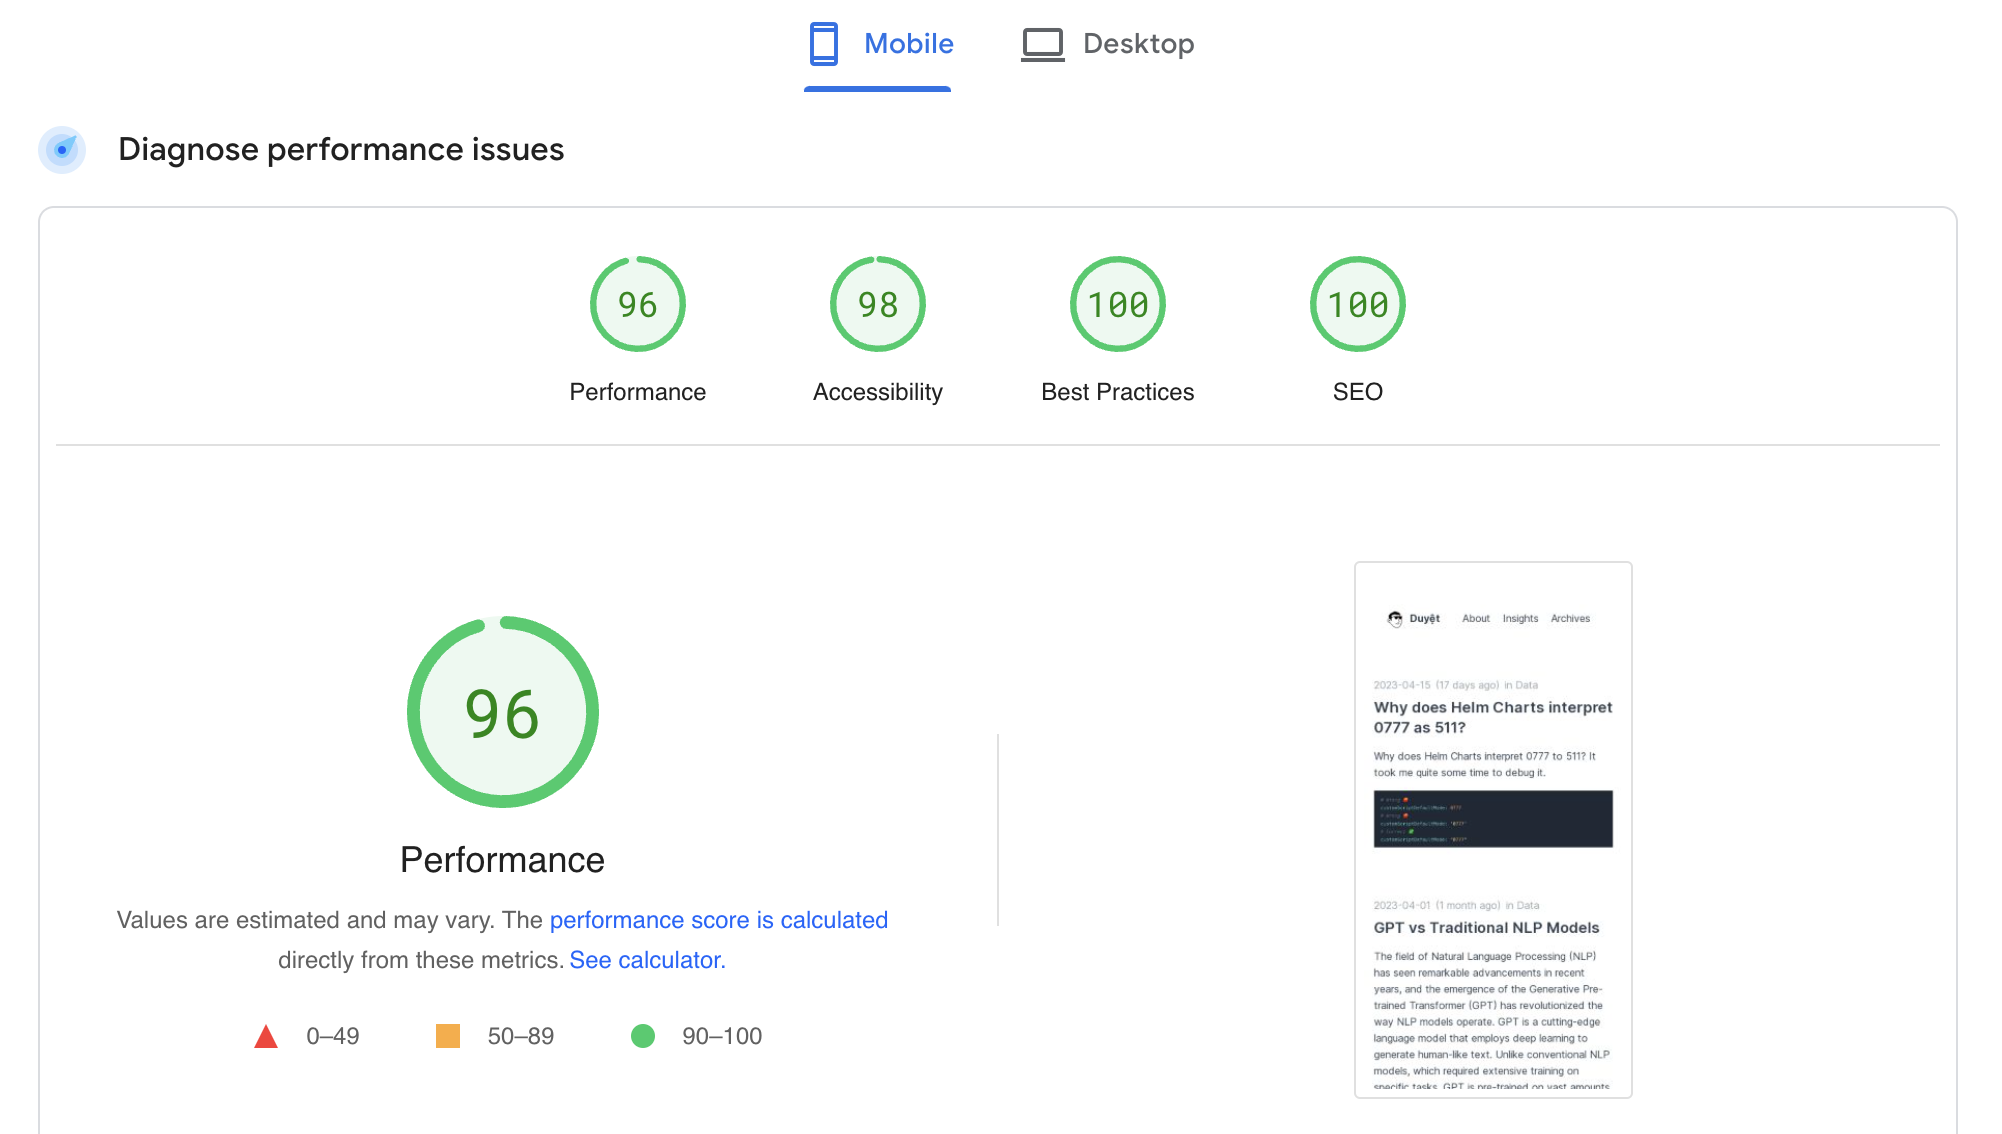 Mobile
Desktop
Diagnose performance issues
96
98
100
100
Performance
Accessibility
Best Practices
SEO
96
Performance
Values are estimated and may vary. The performance score is calculated
directly from these metrics. See calculator.
0–49
50–89
90–100
Duyệt
About
Insights
Archives
2023-04-15 (17 days ago) in Data
Why does Helm Charts interpret
0777 as 511?
Why does Helm Charts interpret 0777 to 511? It
took me quite some time to debug it.
2023-04-01 (1 month ago) in Data
GPT vs Traditional NLP Models
The field of Natural Language Processing (NLP)
has seen remarkable advancements in recent
years, and the emergence of the Generative Pre-
trained Transformer (GPT) has revolutionized the
way NLP models operate. GPT is a cutting-edge
language model that employs deep learning to
generate human-like text. Unlike conventional NLP
models, which required extensive training on
specific tasks, GPT is pre-trained on vast amounts